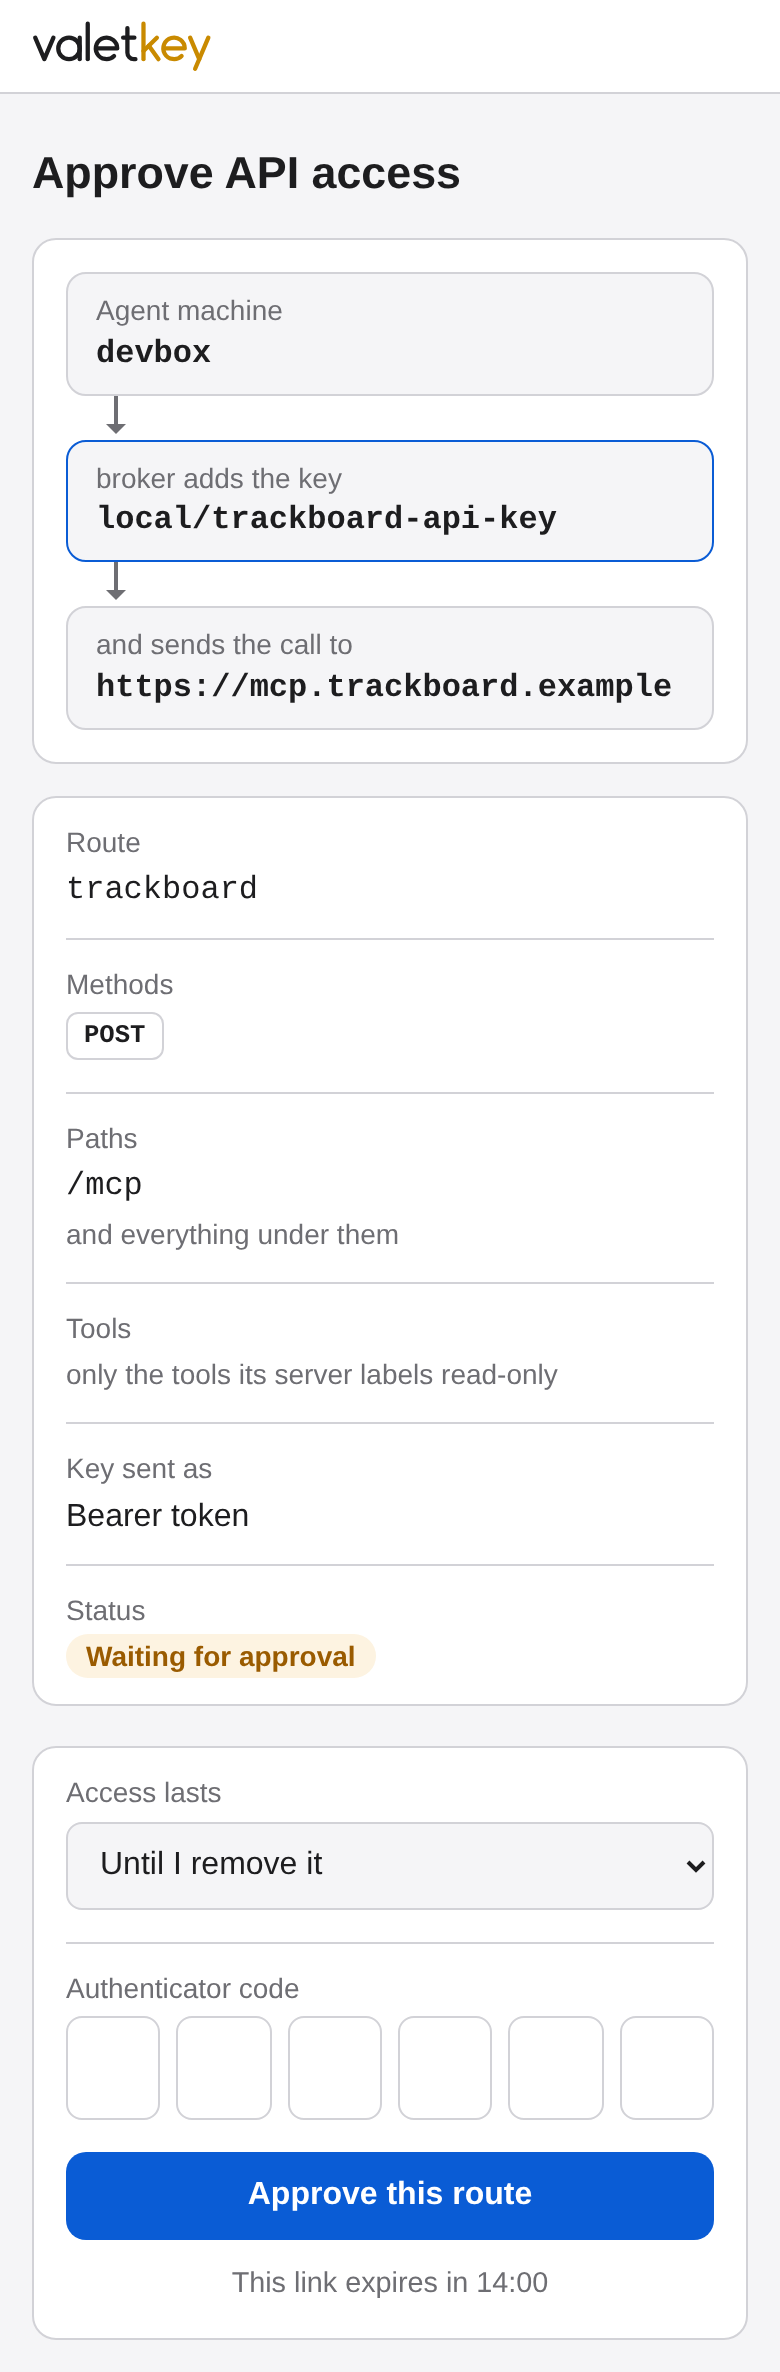 valetkey
Approve API access
Agent machine
devbox
broker adds the key
local/trackboard-api-key
and sends the call to
https://mcp.trackboard.example
Route
trackboard
Methods
POST
Paths
/mcp
and everything under them
Tools
only the tools its server labels read-only
Key sent as
Bearer token
Status
Waiting for approval
Access lasts
Until I remove it
Authenticator code
Approve this route
This link expires in 14:00